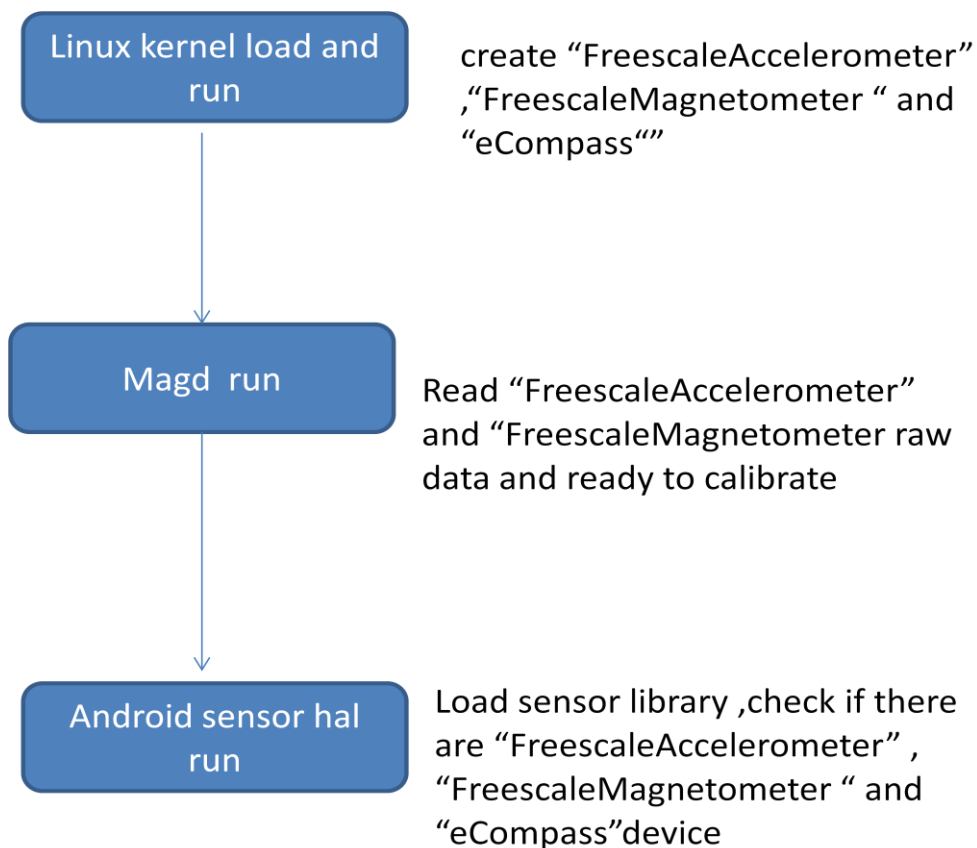 Linux kernel load and
run
create “FreescaleAccelerometer”
,“FreescaleMagnetometer “ and
“eCompass“”
Magd  run
Read “FreescaleAccelerometer”
and “FreescaleMagnetometer raw
data and ready to calibrate
Android sensor hal
run
Load sensor library ,check if there
are “FreescaleAccelerometer” ,
“FreescaleMagnetometer “ and
“eCompass”device